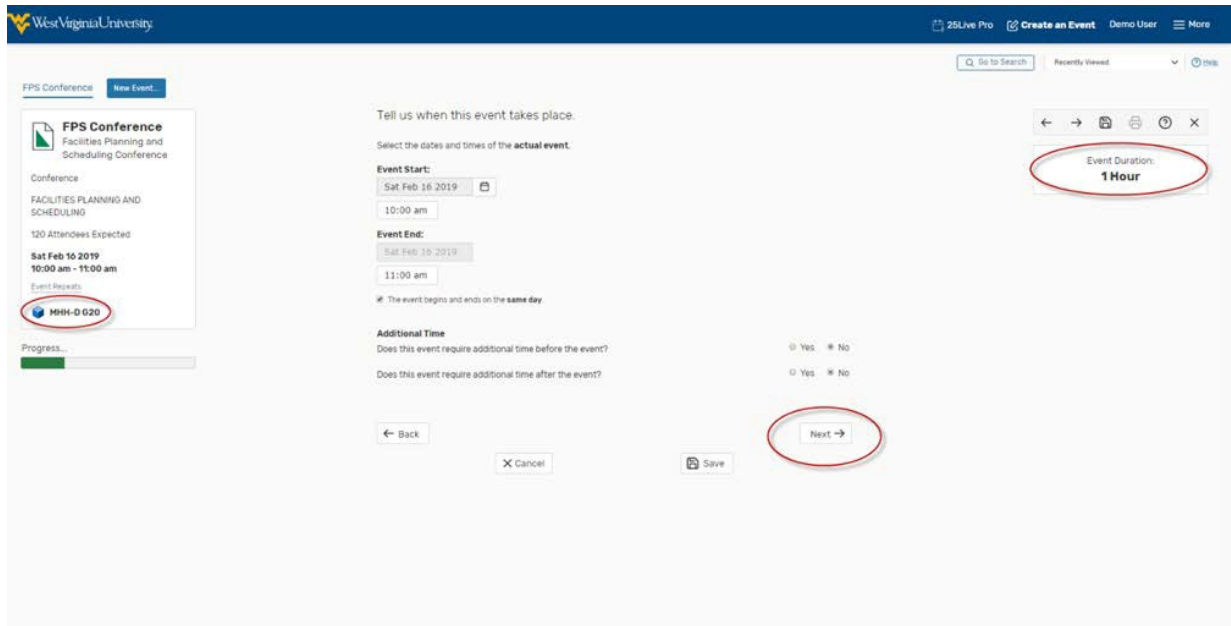 WestVirginiaUniversity.
25Live Pro Create an Event Demo User More
Go to Search Recently Viewed Help
FPS Conference New Event...
FPS Conference
Facilities Planning and
Scheduling Conference
Conference
FACILITIES PLANNING AND
SCHEDULING
120 Attendees Expected
Sat Feb 16 2019
10:00 am - 11:00 am
Event Repeats
MHH-D G20
Progress...
Tell us when this event takes place.
Select the dates and times of the actual event.
Event Start:
Sat Feb 16 2019
10:00 am
Event End:
Sat Feb 16 2019
11:00 am
The event begins and ends on the same day.
Additional Time
Does this event require additional time before the event? Yes No
Does this event require additional time after the event? Yes No
Back Next
Cancel Save
Event Duration:
1 Hour